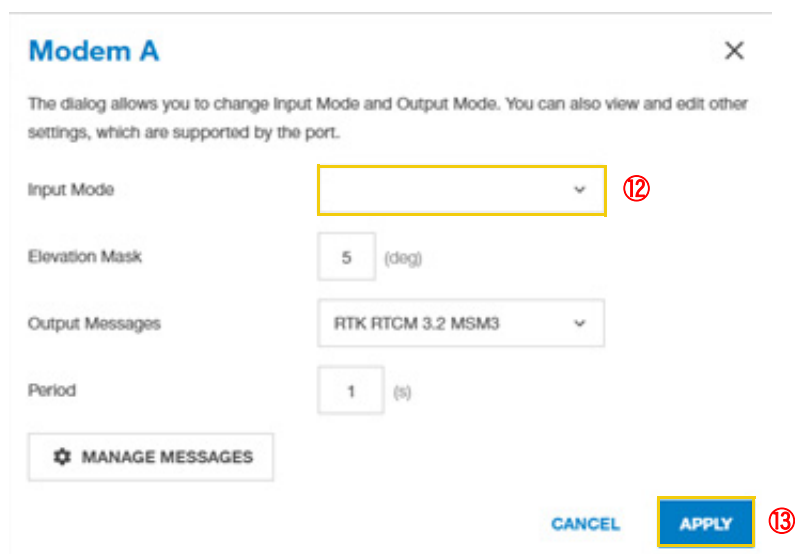 Modem A
The dialog allows you to change Input Mode and Output Mode. You can also view and edit other
settings, which are supported by the port.
Input Mode
⑫
Elevation Mask
5 (deg)
Output Messages
RTK RTCM 3.2 MSM3
Period
1 (s)
MANAGE MESSAGES
CANCEL
APPLY
⑬